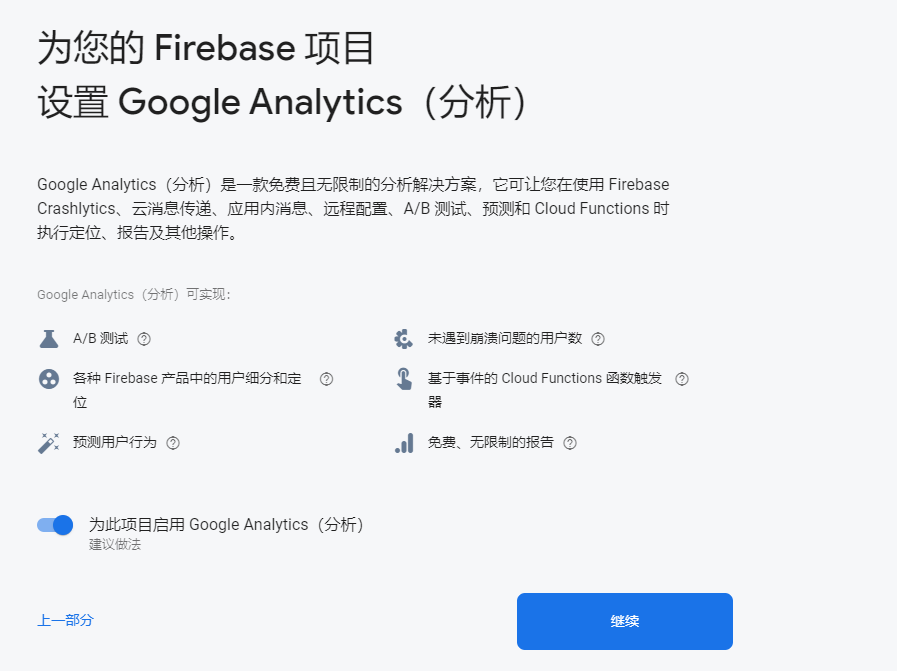 为您的 Firebase 项目
设置 Google Analytics（分析）
Google Analytics（分析）是一款免费且无限制的分析解决方案，它可让您在使用 Firebase
Crashlytics、云消息传递、应用内消息、远程配置、A/B 测试、预测和 Cloud Functions 时
执行定位、报告及其他操作。
Google Analytics（分析）可实现：
A/B 测试
未遇到崩溃问题的用户数
各种 Firebase 产品中的用户细分和定
位
基于事件的 Cloud Functions 函数触发
器
预测用户行为
免费、无限制的报告
为此项目启用 Google Analytics（分析）
建议做法
上一部分
继续